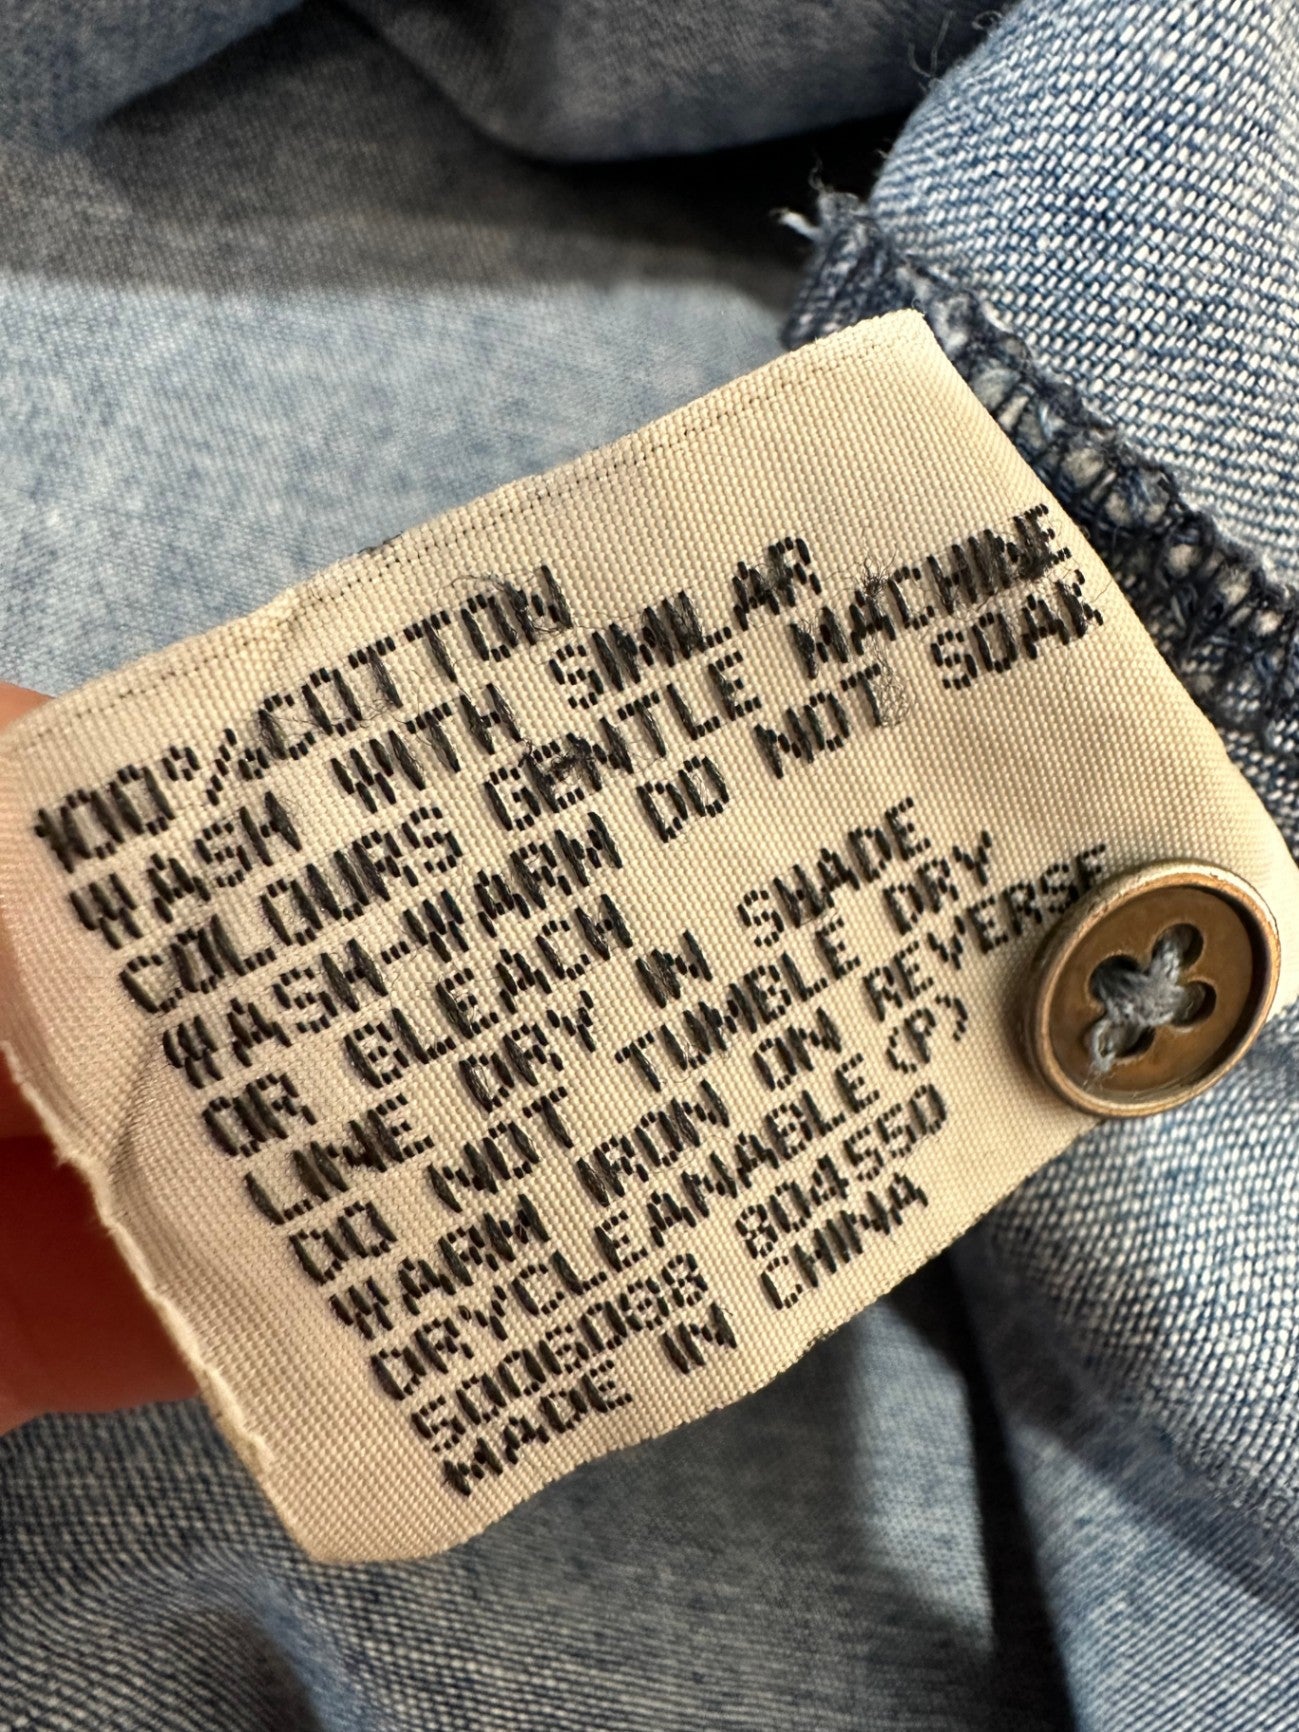 100%COTTON
WASH WITH SIMILAR
COLOURS GENTLE MACHINE
WASH-WARM DO NOT SOAK
OR BLEACH
LINE DRY IN SHADE
DO NOT TUMBLE DRY
WARM IRON ON REVERSE
DRYCLEANABLE(P)
5006098 804550
MADE IN CHINA